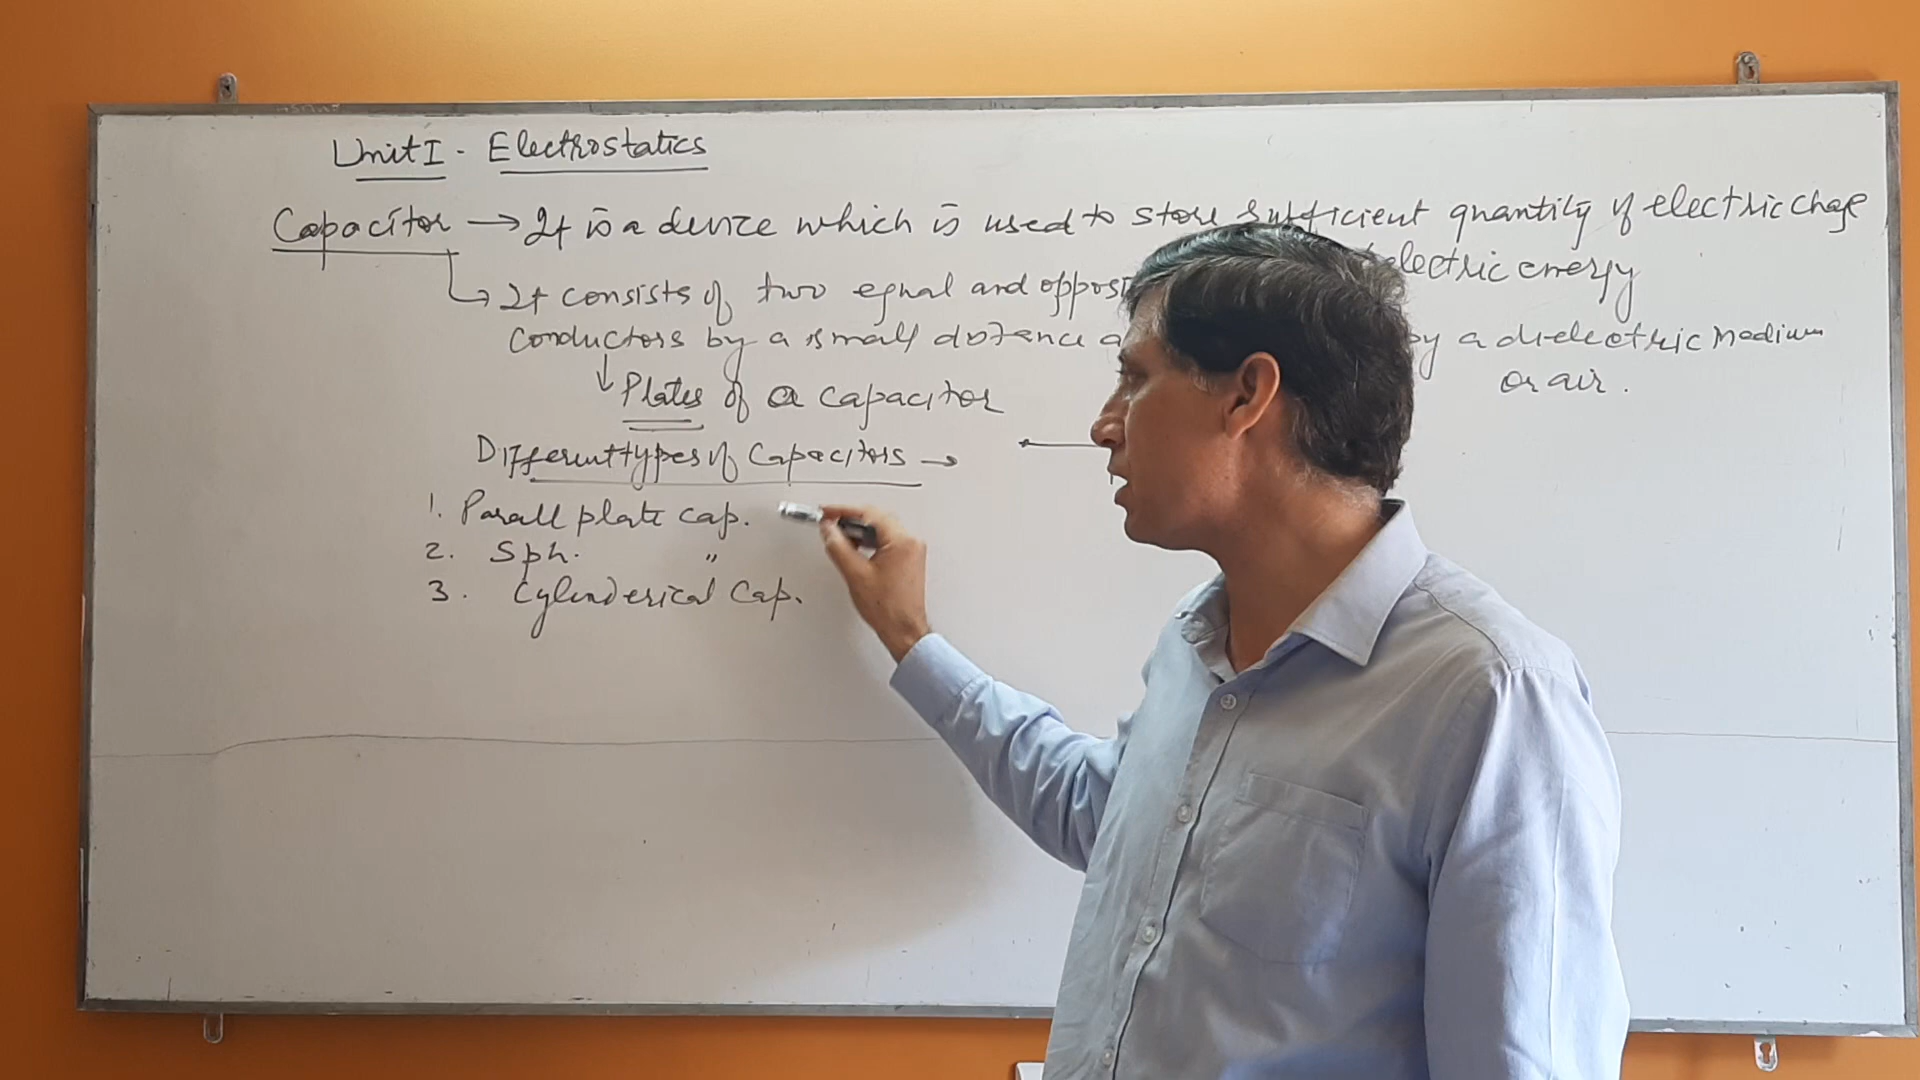 Unit I - Electrostatics
Capacitor → It is a device which is used to store sufficient quantity of electric chage
electric energy
↳ It consists of two equal and
conductors by a small distance by a dielectric medium
or air.
↓ Plates of a capacitor
Different types of Capacitors →
1. Parall plate cap.
2. Sph. "
3. Cylenderical Cap.